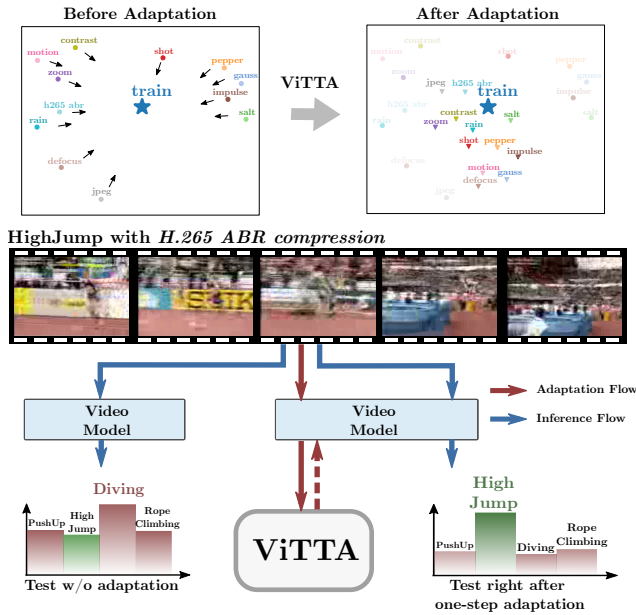 Before Adaptation
contrast
motion
zoom
shot
pepper
gauss
impulse
train
h265 abr
rain
salt
defocus
jpeg
ViTTA
After Adaptation
contrast
motion
shot
pepper
zoom
gauss
jpeg
h265 abr
impulse
train
h265 abr
contrast
salt
salt
rain
zoom
rain
shot
pepper
impulse
defocus
motion
gauss
defocus
jpeg
HighJump with H.265 ABR compression
Adaptation Flow
Inference Flow
Video
Model
Video
Model
Diving
High
Jump
PushUp
High
Jump
Rope
Climbing
Test w/o adaptation
ViTTA
PushUp
Diving
Rope
Climbing
Test right after
one-step adaptation